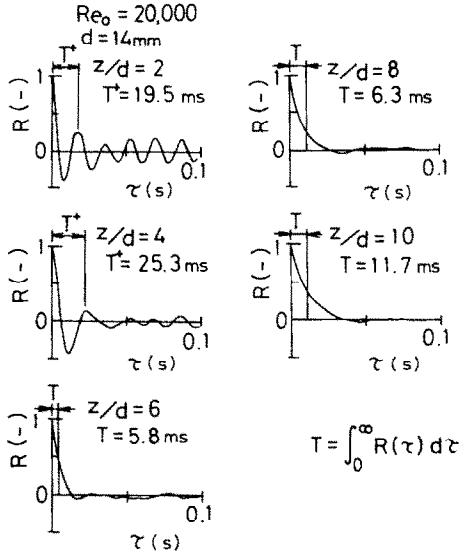 Re₀ = 20,000
d = 14mm
T⁺
z/d = 2
T⁺ = 19.5 ms
R (-)
1
0
0.1
τ(s)
T
z/d = 8
T = 6.3 ms
R (-)
1
0
0.1
τ(s)
T⁺
z/d = 4
T⁺ = 25.3 ms
R (-)
1
0
0.1
τ(s)
T
z/d = 10
T = 11.7 ms
R (-)
1
0
0.1
τ(s)
T
z/d = 6
T = 5.8 ms
R (-)
1
0
0.1
T = ∫₀^∞ R(τ) dτ